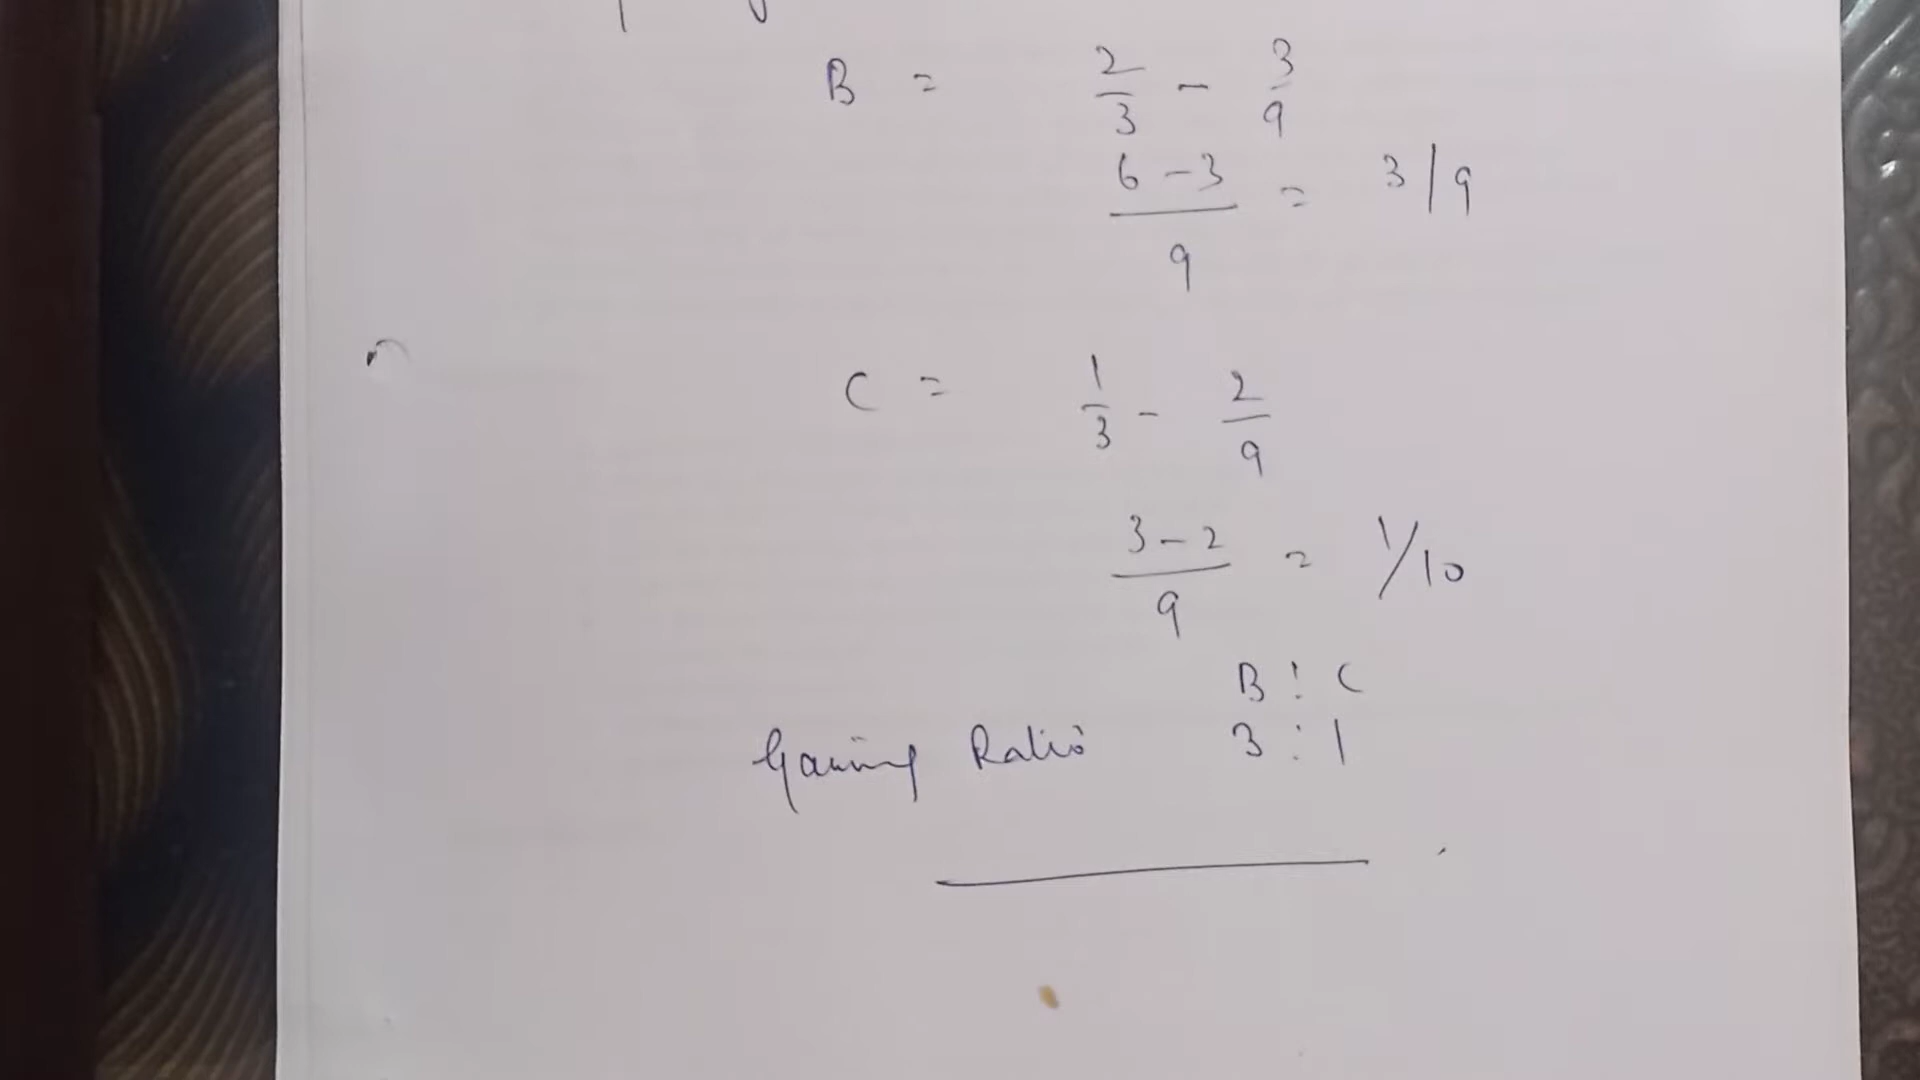 B = 2/3 - 3/9
6 - 3 / 9 = 3/9
C = 1/3 - 2/9
3 - 2 / 9 = 1/10
B : C
Gaining Ratio 3 : 1